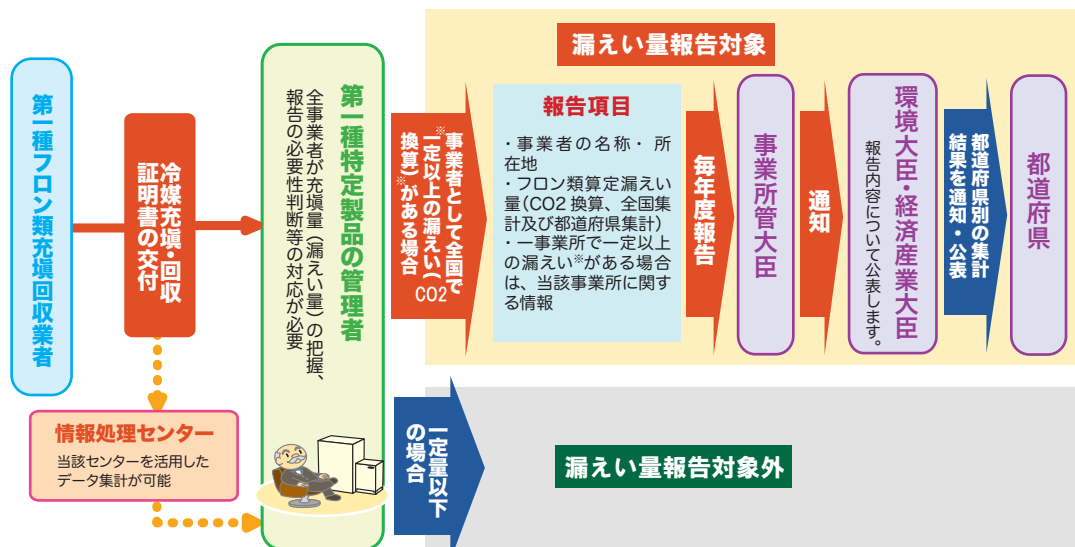 第一種フロン類充填回収業者
冷媒充填・回収
証明書の交付
情報処理センター
当該センターを活用した
データ集計が可能
第一種特定製品の管理者
全事業者が充填量（漏えい量）の把握、
報告の必要性判断等の対応が必要
漏えい量報告対象
事業者として全国で
一定以上の漏えい※（CO2
換算）※がある場合
報告項目
・事業者の名称・ 所
在地
・フロン類算定漏えい
量(CO2 換算、全国集
計及び都道府県集計)
・一事業所で一定以上
の漏えい※がある場合
は、当該事業所に関す
る情報
毎年度報告
事業所管大臣
通知
環境大臣・経済産業大臣
報告内容について公表します。
都道府県別の集計
結果を通知・公表
都道府県
一定量以下
の場合
漏えい量報告対象外